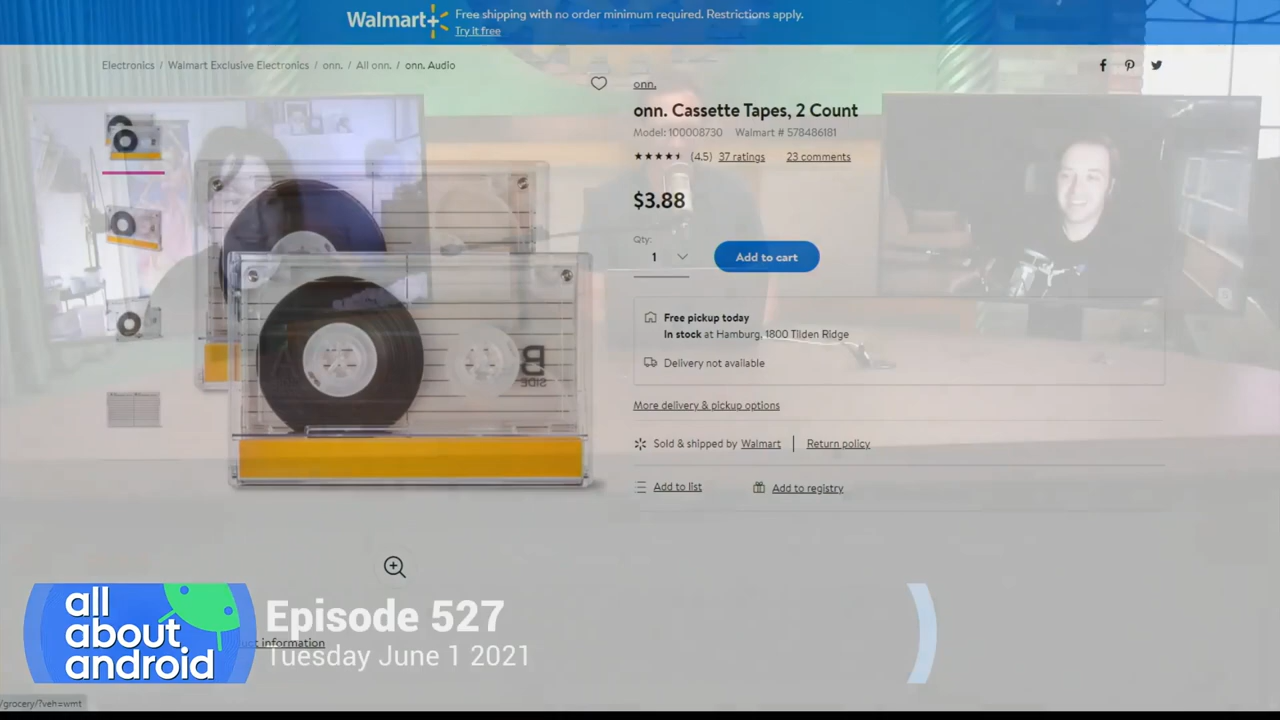 Walmart+
Free shipping with no order minimum required. Restrictions apply.
Try it free
Electronics / Walmart Exclusive Electronics / onn. / All onn. / onn. Audio
onn.
onn. Cassette Tapes, 2 Count
Model: 100008730 Walmart # 578486181
(4.5) 37 ratings 23 comments
$3.88
Qty:
1
Add to cart
Free pickup today
In stock at Hamburg, 1800 Tilden Ridge
Delivery not available
More delivery & pickup options
Sold & shipped by Walmart | Return policy
Add to list
Add to registry
B
SIDE
all
about
android
Episode 527
Tuesday June 1 2021
information
/grocery/?veh=wmt